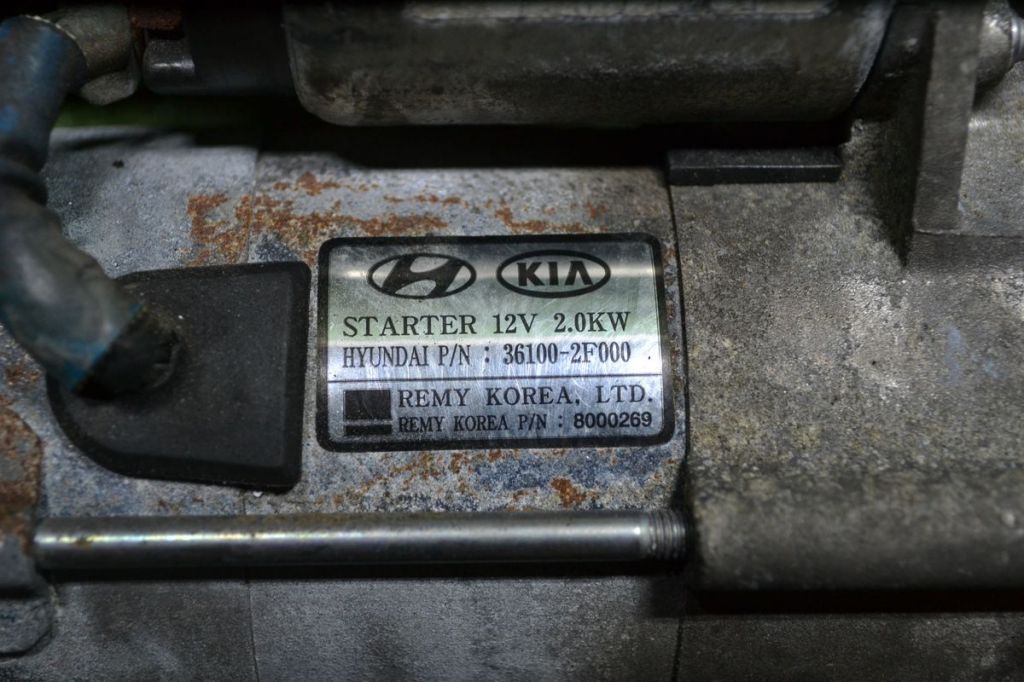 KIA
STARTER 12V 2.0KW
HYUNDAI P/N : 36100-2F000
REMY KOREA, LTD.
REMY KOREA P/N : 8000269